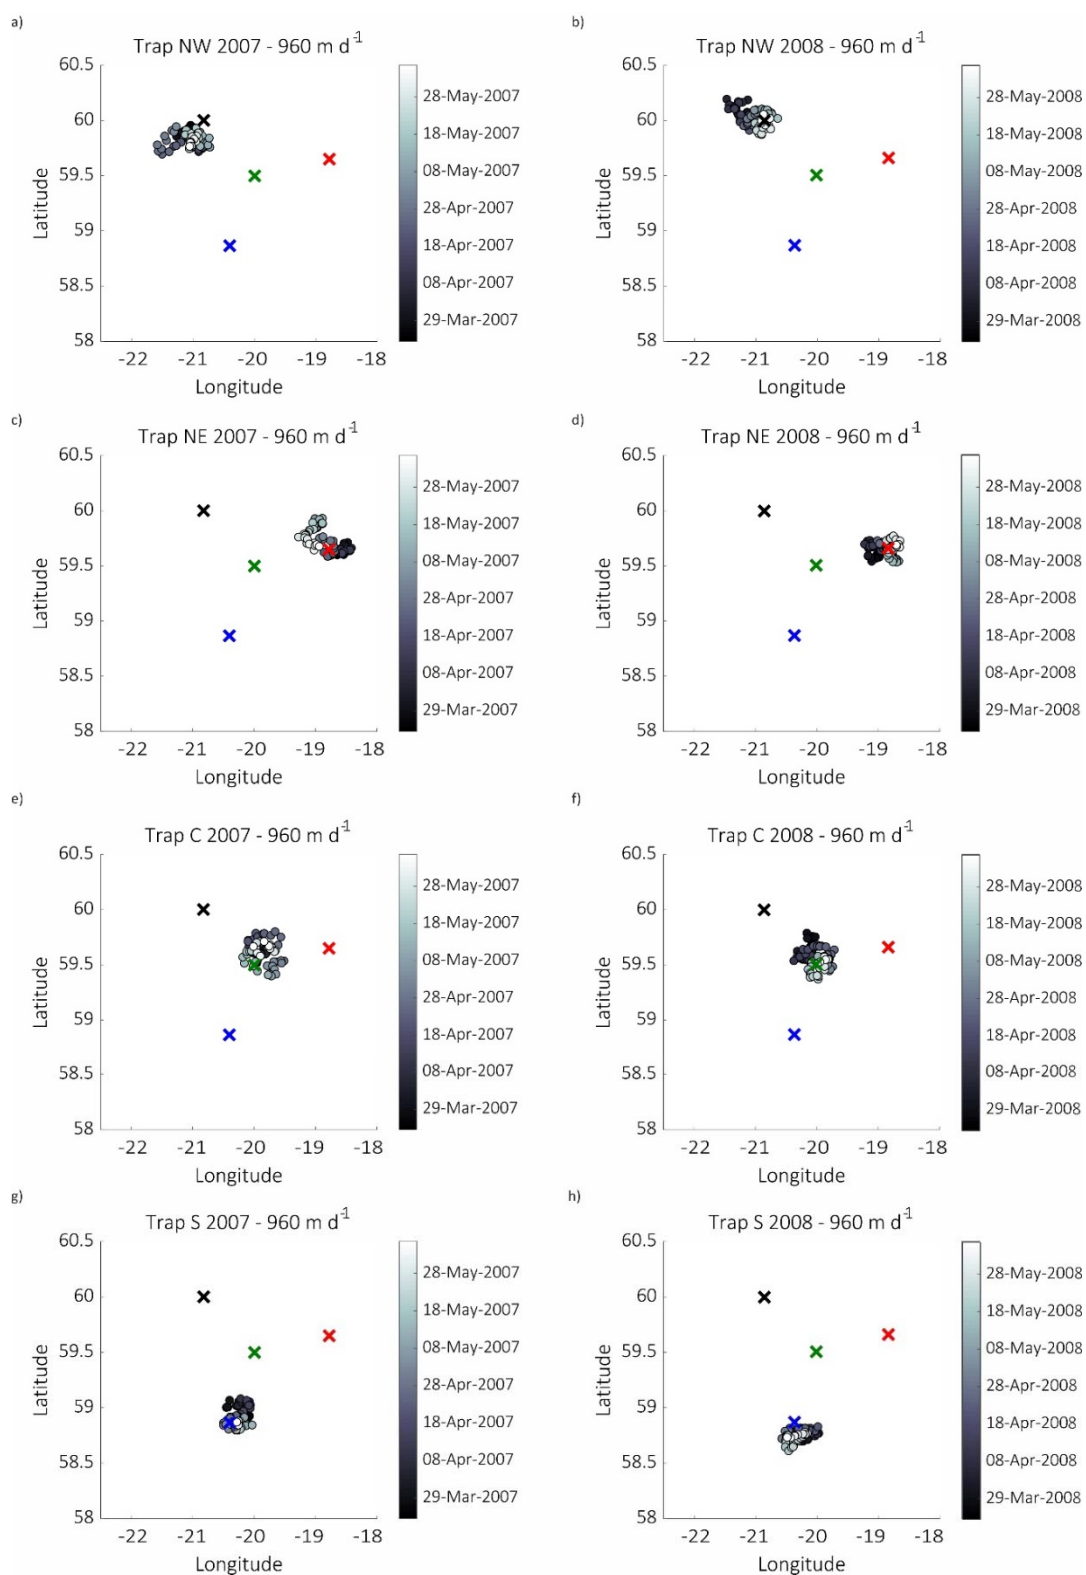 a)
Trap NW 2007 - 960 m d-1
60.5
60
59.5
59
58.5
58
Latitude
-22 -21 -20 -19 -18
Longitude
28-May-2007
18-May-2007
08-May-2007
28-Apr-2007
18-Apr-2007
08-Apr-2007
29-Mar-2007
b)
Trap NW 2008 - 960 m d-1
60.5
60
59.5
59
58.5
58
Latitude
-22 -21 -20 -19 -18
Longitude
28-May-2008
18-May-2008
08-May-2008
28-Apr-2008
18-Apr-2008
08-Apr-2008
29-Mar-2008
c)
Trap NE 2007 - 960 m d-1
60.5
60
59.5
59
58.5
58
Latitude
-22 -21 -20 -19 -18
Longitude
28-May-2007
18-May-2007
08-May-2007
28-Apr-2007
18-Apr-2007
08-Apr-2007
29-Mar-2007
d)
Trap NE 2008 - 960 m d-1
60.5
60
59.5
59
58.5
58
Latitude
-22 -21 -20 -19 -18
Longitude
28-May-2008
18-May-2008
08-May-2008
28-Apr-2008
18-Apr-2008
08-Apr-2008
29-Mar-2008
e)
Trap C 2007 - 960 m d-1
60.5
60
59.5
59
58.5
58
Latitude
-22 -21 -20 -19 -18
Longitude
28-May-2007
18-May-2007
08-May-2007
28-Apr-2007
18-Apr-2007
08-Apr-2007
29-Mar-2007
f)
Trap C 2008 - 960 m d-1
60.5
60
59.5
59
58.5
58
Latitude
-22 -21 -20 -19 -18
Longitude
28-May-2008
18-May-2008
08-May-2008
28-Apr-2008
18-Apr-2008
08-Apr-2008
29-Mar-2008
g)
Trap S 2007 - 960 m d-1
60.5
60
59.5
59
58.5
58
Latitude
-22 -21 -20 -19 -18
Longitude
28-May-2007
18-May-2007
08-May-2007
28-Apr-2007
18-Apr-2007
08-Apr-2007
29-Mar-2007
h)
Trap S 2008 - 960 m d-1
60.5
60
59.5
59
58.5
58
Latitude
-22 -21 -20 -19 -18
Longitude
28-May-2008
18-May-2008
08-May-2008
28-Apr-2008
18-Apr-2008
08-Apr-2008
29-Mar-2008